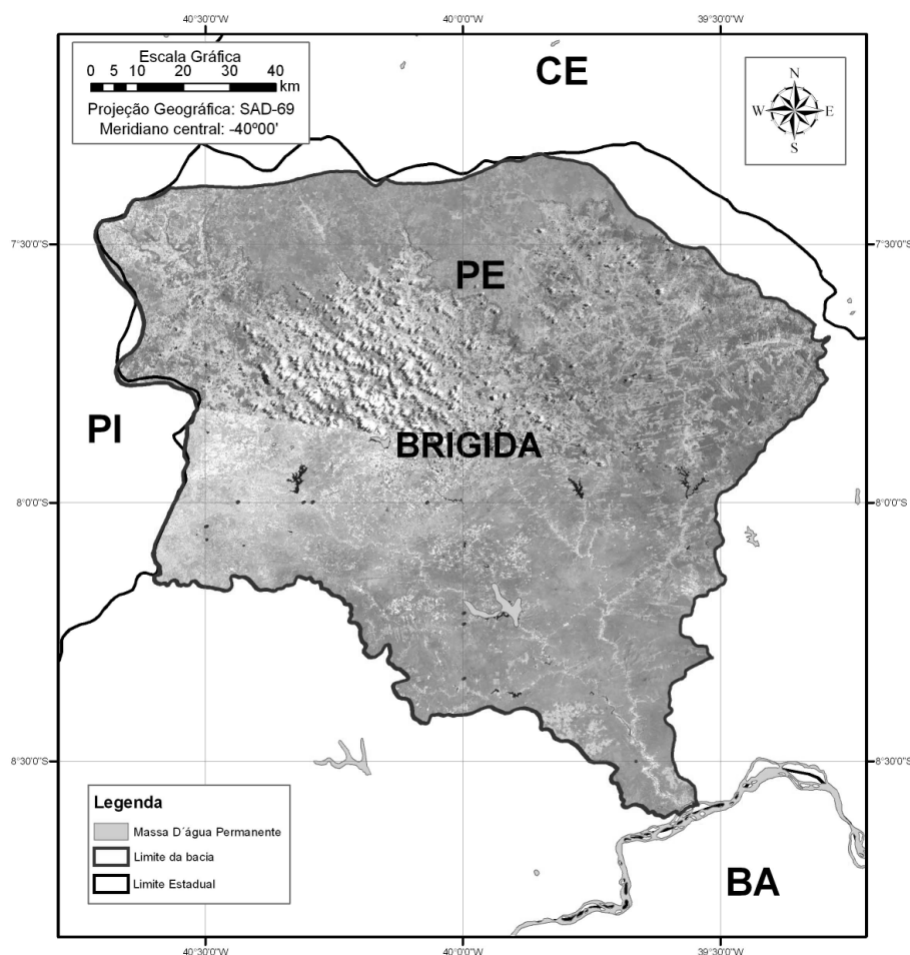 40°30'0"W 40°0'0"W 39°30'0"W
Escala Gráfica
0 5 10 20 30 40
km
Projeção Geográfica: SAD-69
Meridiano central: -40º00'
CE
N
W E
S
7°30'0"S 7°30'0"S
PE
PI
BRIGIDA
8°0'0"S 8°0'0"S
8°30'0"S 8°30'0"S
Legenda
Massa D´água Permanente
Limite da bacia
Limite Estadual
BA
40°30'0"W 40°0'0"W 39°30'0"W